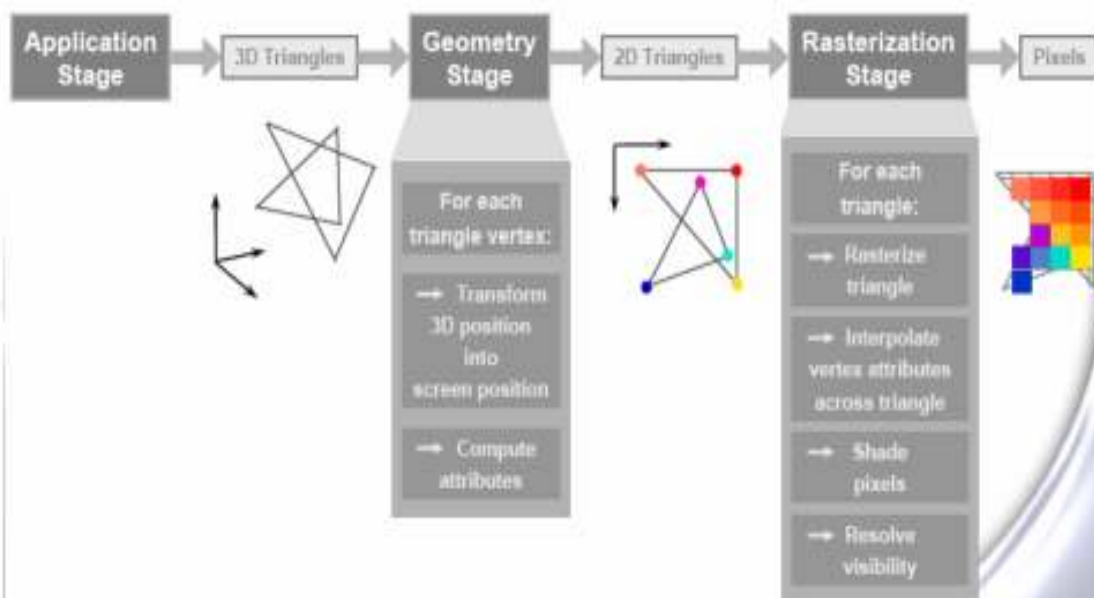 Application
Stage
3D Triangles
Geometry
Stage
2D Triangles
Rasterization
Stage
Pixels
For each
triangle vertex:
→ Transform
3D position
into
screen position
→ Compute
attributes
For each
triangle:
→ Rasterize
triangle
→ Interpolate
vertex attributes
across triangle
→ Shade
pixels
→ Resolve
visibility